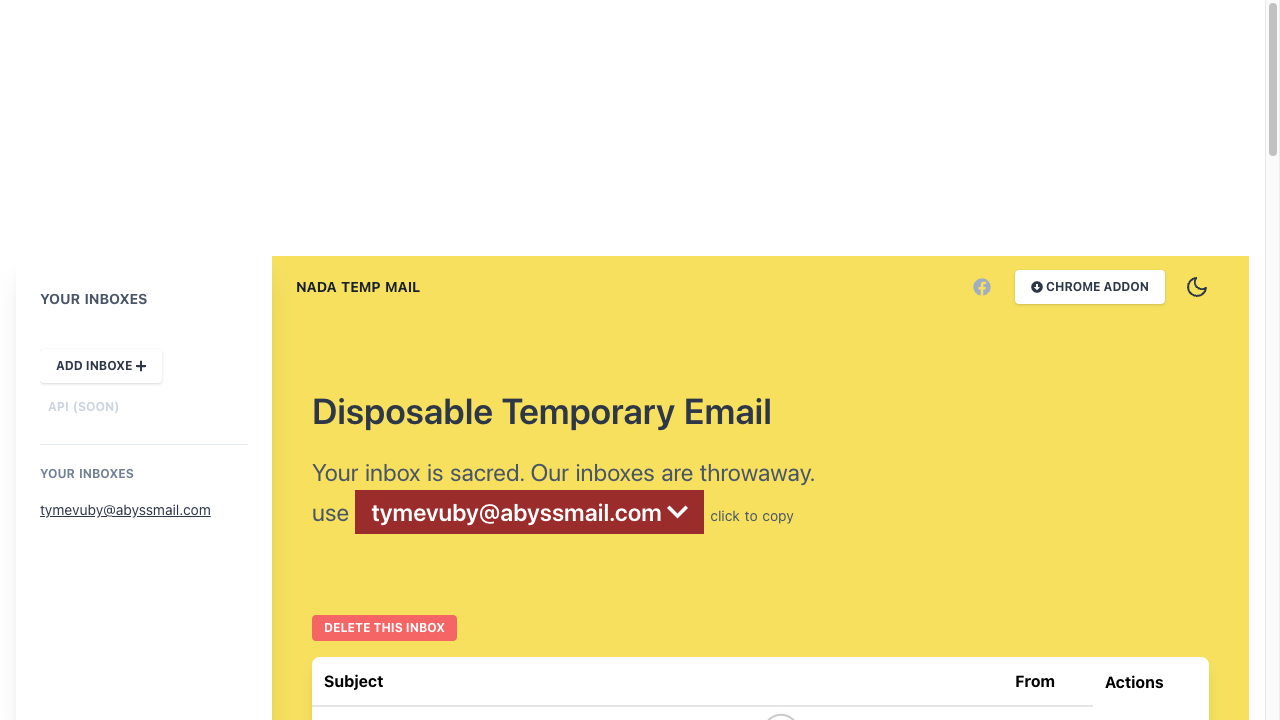 YOUR INBOXES
ADD INBOXE
API (SOON)
YOUR INBOXES
tymevuby@abyssmail.com
NADA TEMP MAIL
CHROME ADDON
Disposable Temporary Email
Your inbox is sacred. Our inboxes are throwaway.
use tymevuby@abyssmail.com click to copy
DELETE THIS INBOX
Subject From Actions